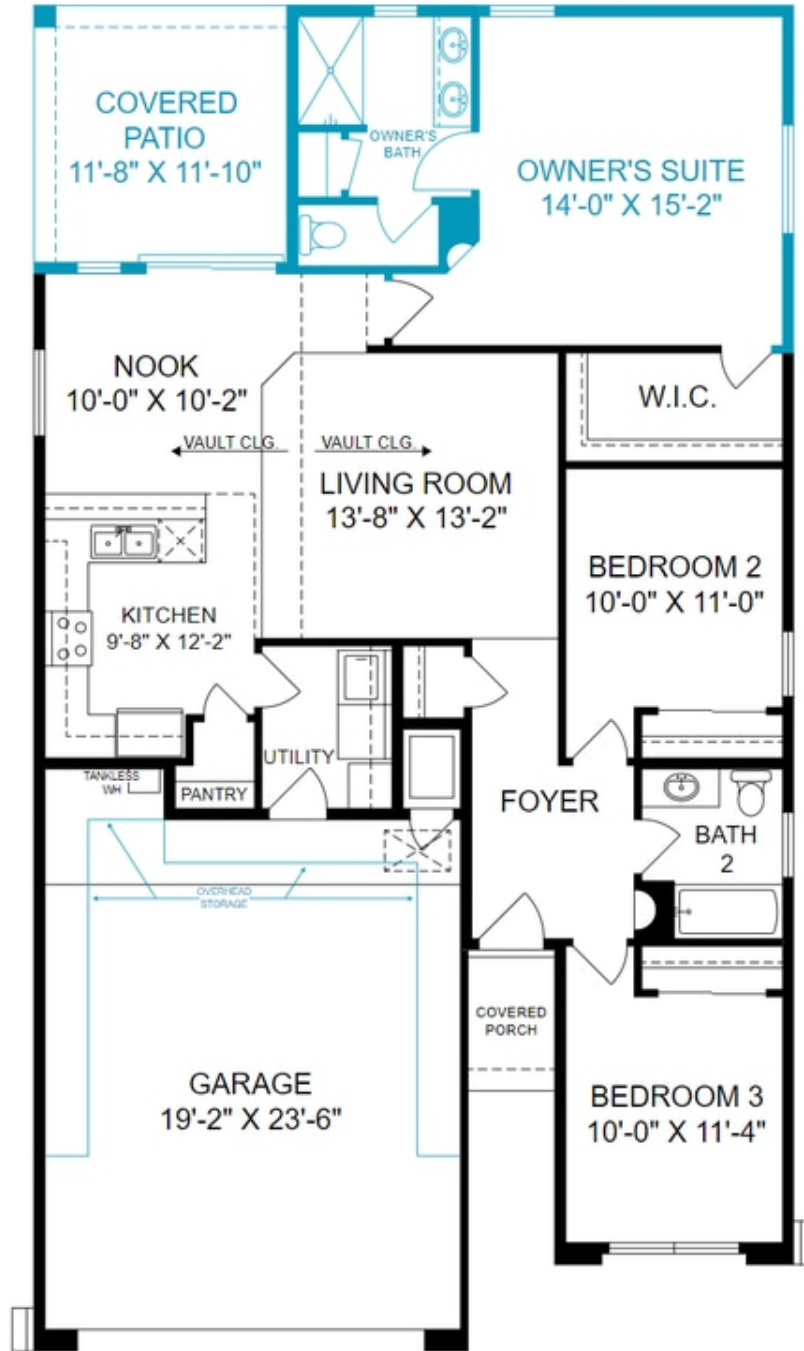 COVERED
PATIO
11'-8" X 11'-10"
OWNER'S
BATH
OWNER'S SUITE
14'-0" X 15'-2"
NOOK
10'-0" X 10'-2"
W.I.C.
VAULT CLG.
VAULT CLG.
LIVING ROOM
13'-8" X 13'-2"
BEDROOM 2
10'-0" X 11'-0"
KITCHEN
9'-8" X 12'-2"
UTILITY
TANKLESS
WH
PANTRY
FOYER
BATH
2
OVERHEAD
STORAGE
COVERED
PORCH
GARAGE
19'-2" X 23'-6"
BEDROOM 3
10'-0" X 11'-4"